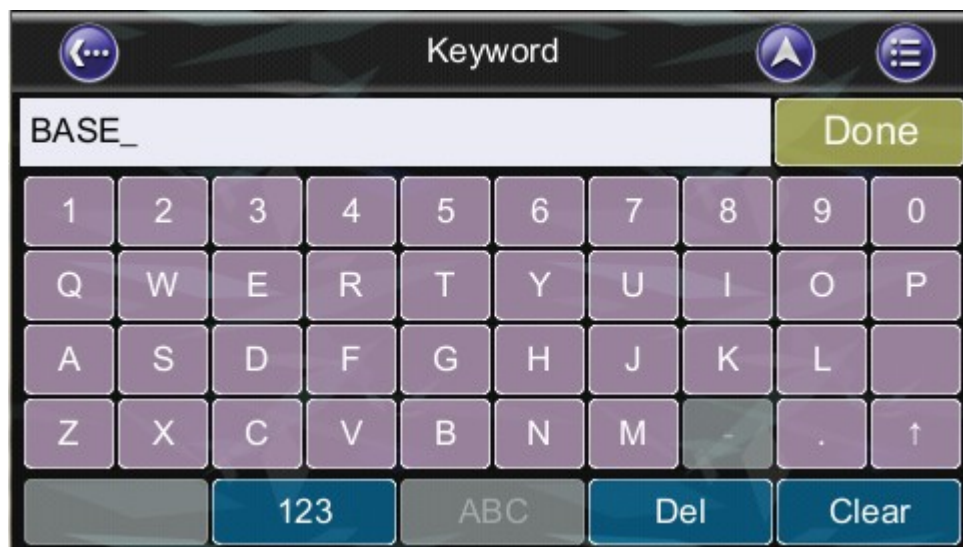 Keyword
BASE_ Done
1 2 3 4 5 6 7 8 9 0
Q W E R T Y U I O P
A S D F G H J K L
Z X C V B N M - . ↑
123 ABC Del Clear